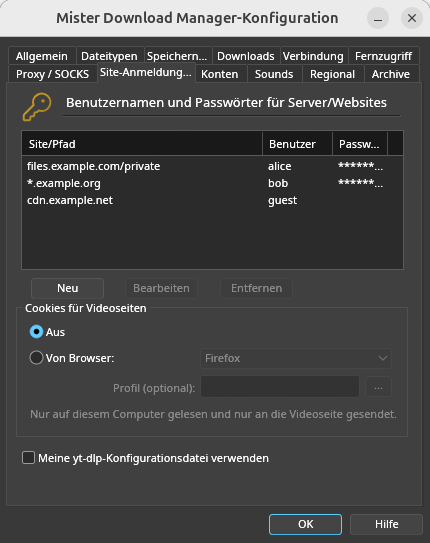 Mister Download Manager-Konfiguration
Allgemein Dateitypen Speichern... Downloads Verbindung Fernzugriff
Proxy / SOCKS Site-Anmeldung... Konten Sounds Regional Archive
Benutzernamen und Passwörter für Server/Websites
Site/Pfad Benutzer Passw...
files.example.com/private alice ******...
*.example.org bob ******...
cdn.example.net guest
Neu Bearbeiten Entfernen
Cookies für Videoseiten
Aus
Von Browser: Firefox
Profil (optional): ...
Nur auf diesem Computer gelesen und nur an die Videoseite gesendet.
Meine yt-dlp-Konfigurationsdatei verwenden
OK Hilfe